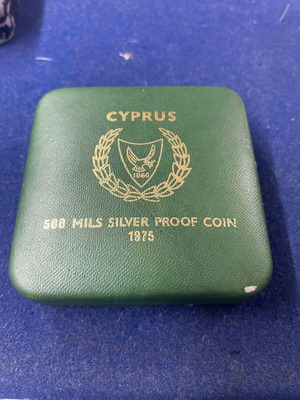 CYPRUS
1960
500 MILS SILVER PROOF COIN
1975